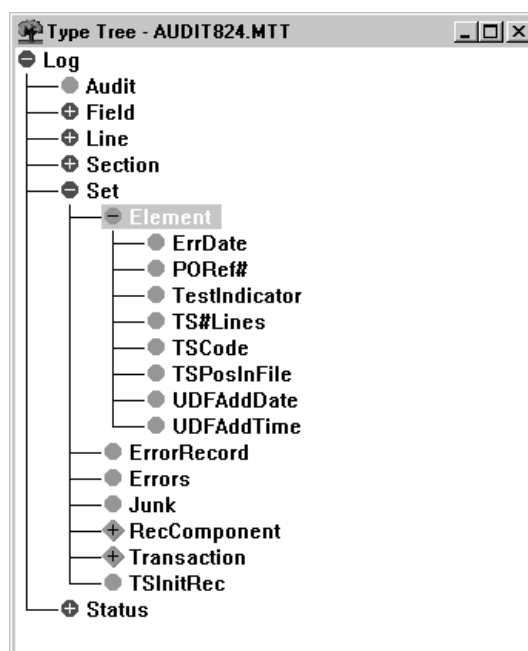 Type Tree - AUDIT824.MTT
Log
Audit
Field
Line
Section
Set
Element
ErrDate
PORef#
TestIndicator
TS#Lines
TSCode
TSPosInFile
UDFAddDate
UDFAddTime
ErrorRecord
Errors
Junk
RecComponent
Transaction
TSInitRec
Status